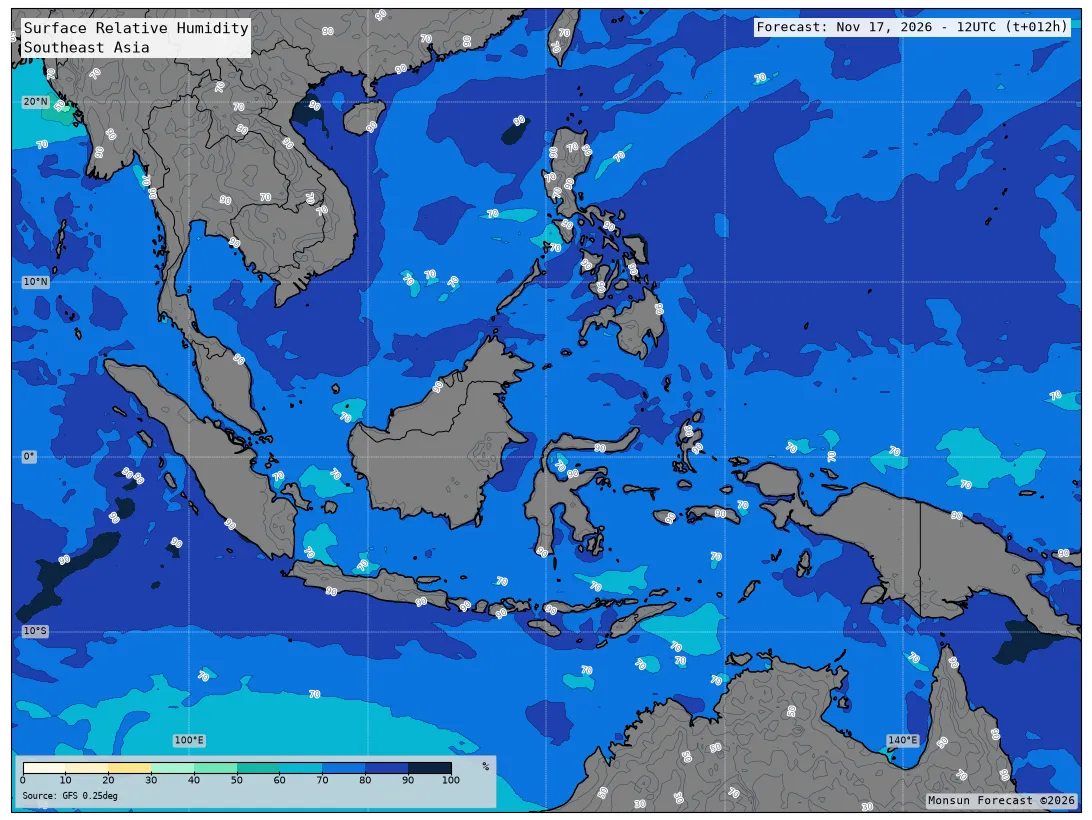 Surface Relative Humidity
Southeast Asia
Forecast: Nov 17, 2026 - 12UTC (t+012h)
20°N
10°N
0°
10°S
100°E
140°E
%
0 10 20 30 40 50 60 70 80 90 100
Source: GFS 0.25deg
Monsun Forecast ©2026